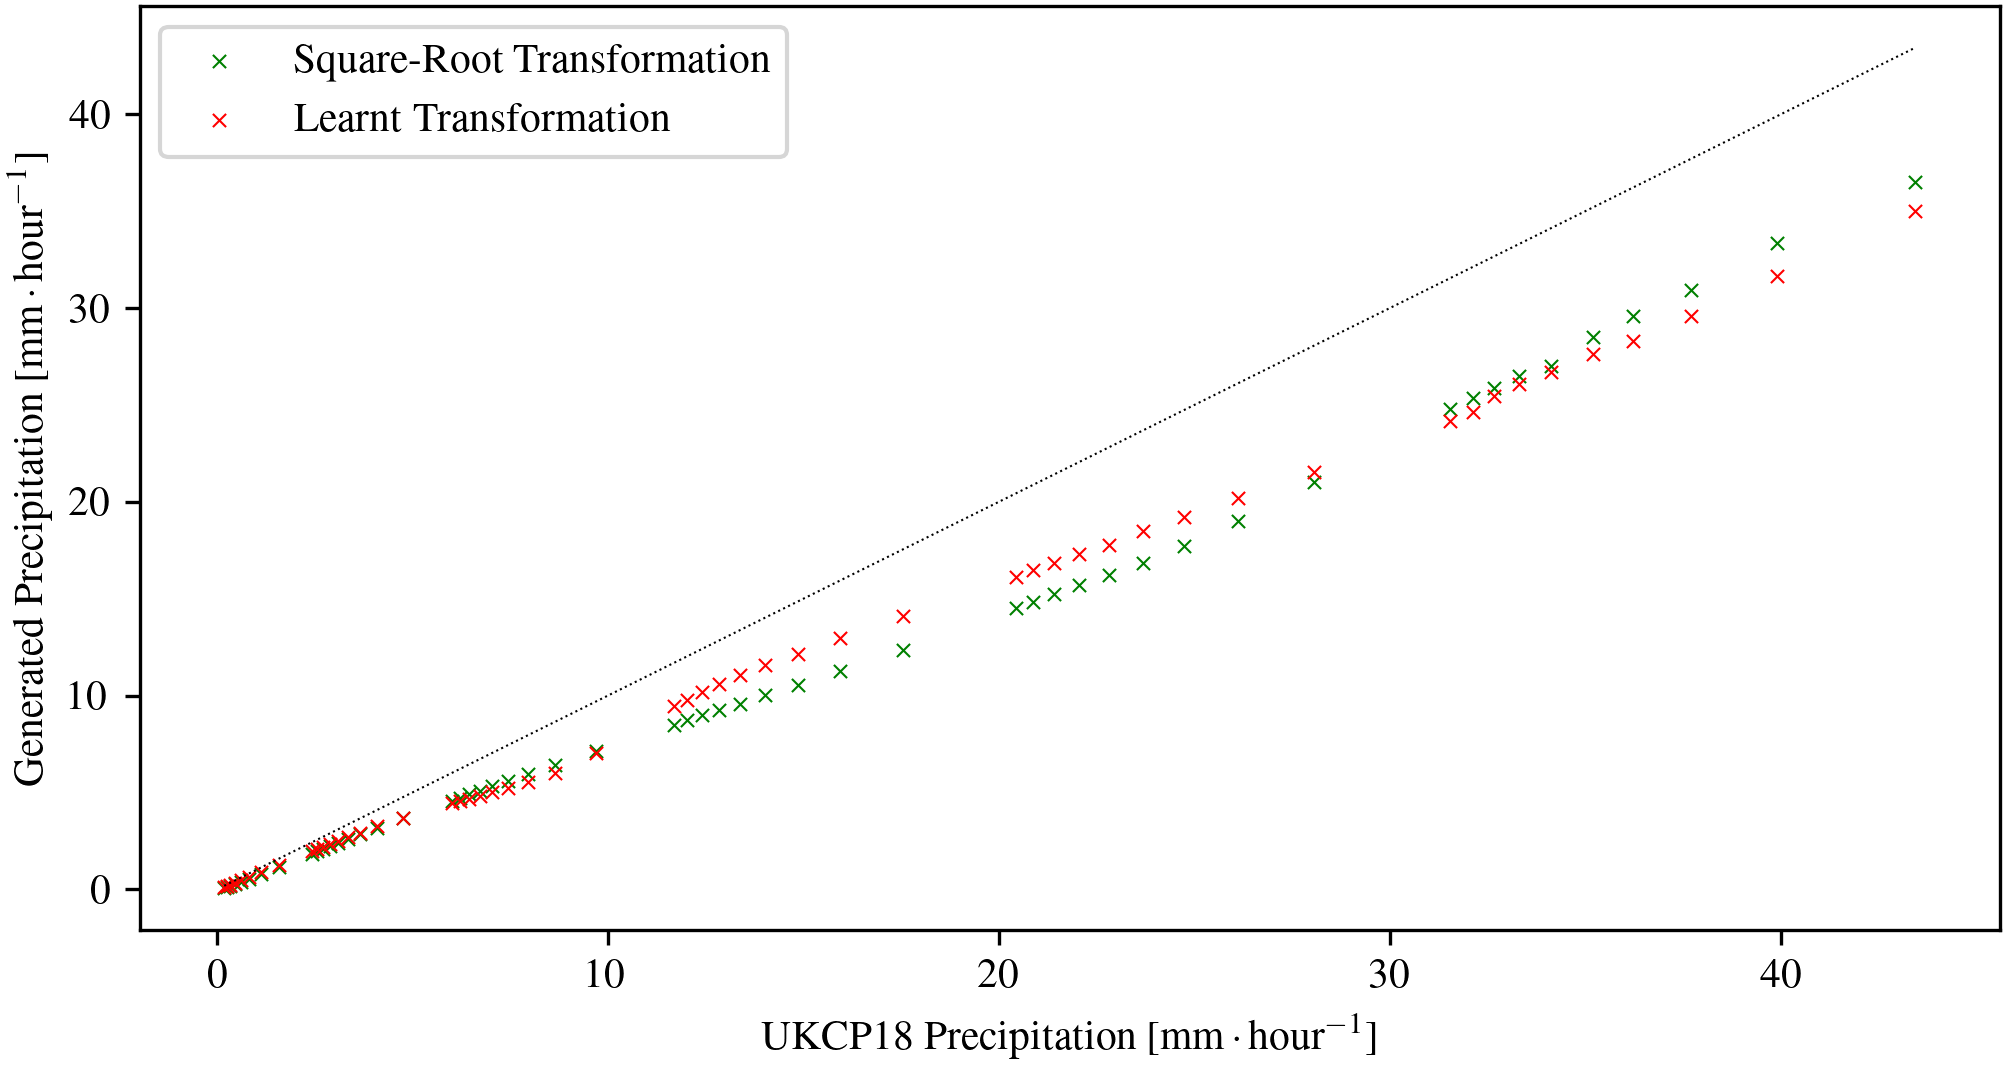 Square-Root Transformation
Learnt Transformation
Generated Precipitation [mm · hour⁻¹]
40
30
20
10
0
0 10 20 30 40
UKCP18 Precipitation [mm · hour⁻¹]